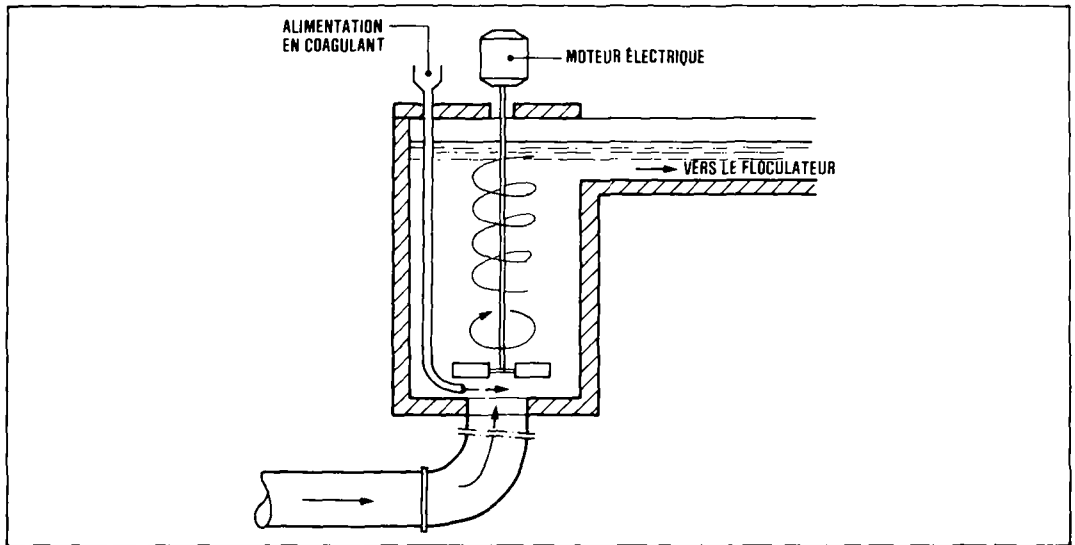 ALIMENTATION
EN COAGULANT
MOTEUR ÉLECTRIQUE
VERS LE FLOCULATEUR